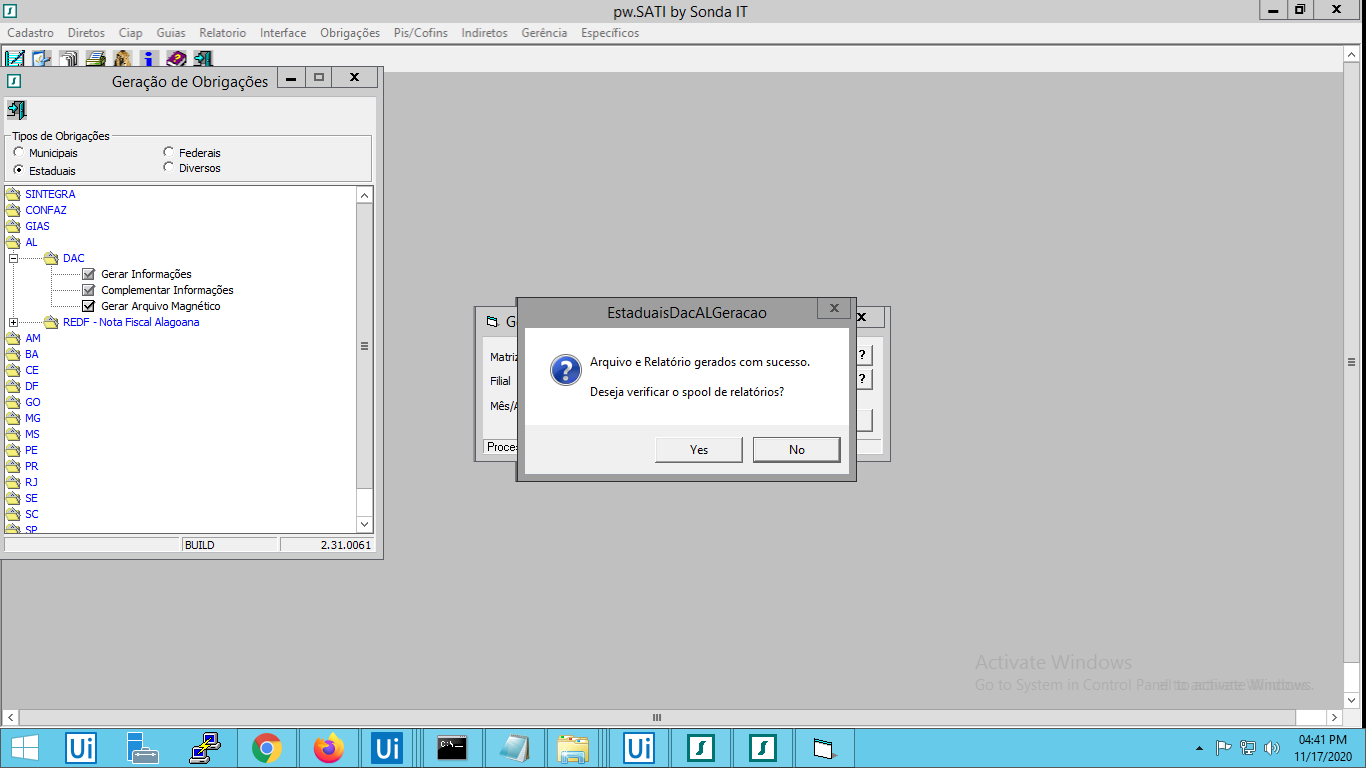 pw.SATI by Sonda IT
Cadastro Diretos Ciap Guias Relatorio Interface Obrigações Pis/Cofins Indiretos Gerência Específicos
Geração de Obrigações
Tipos de Obrigações
Municipais Federais
Estaduais Diversos
SINTEGRA
CONFAZ
GIAS
AL
DAC
Gerar Informações
Complementar Informações
Gerar Arquivo Magnético
REDF - Nota Fiscal Alagoana
AM
BA
CE
DF
GO
MG
MS
PE
PR
RJ
SE
SC
SP
BUILD 2.31.0061
G
Matriz
Filial
Mês/A
Proces
?
?
EstaduaisDacALGeracao
Arquivo e Relatório gerados com sucesso.
Deseja verificar o spool de relatórios?
Yes No
Activate Windows
Go to System in Control Panel to activate Windows.
Ui Ui C:\ Ui
04:41 PM
11/17/2020